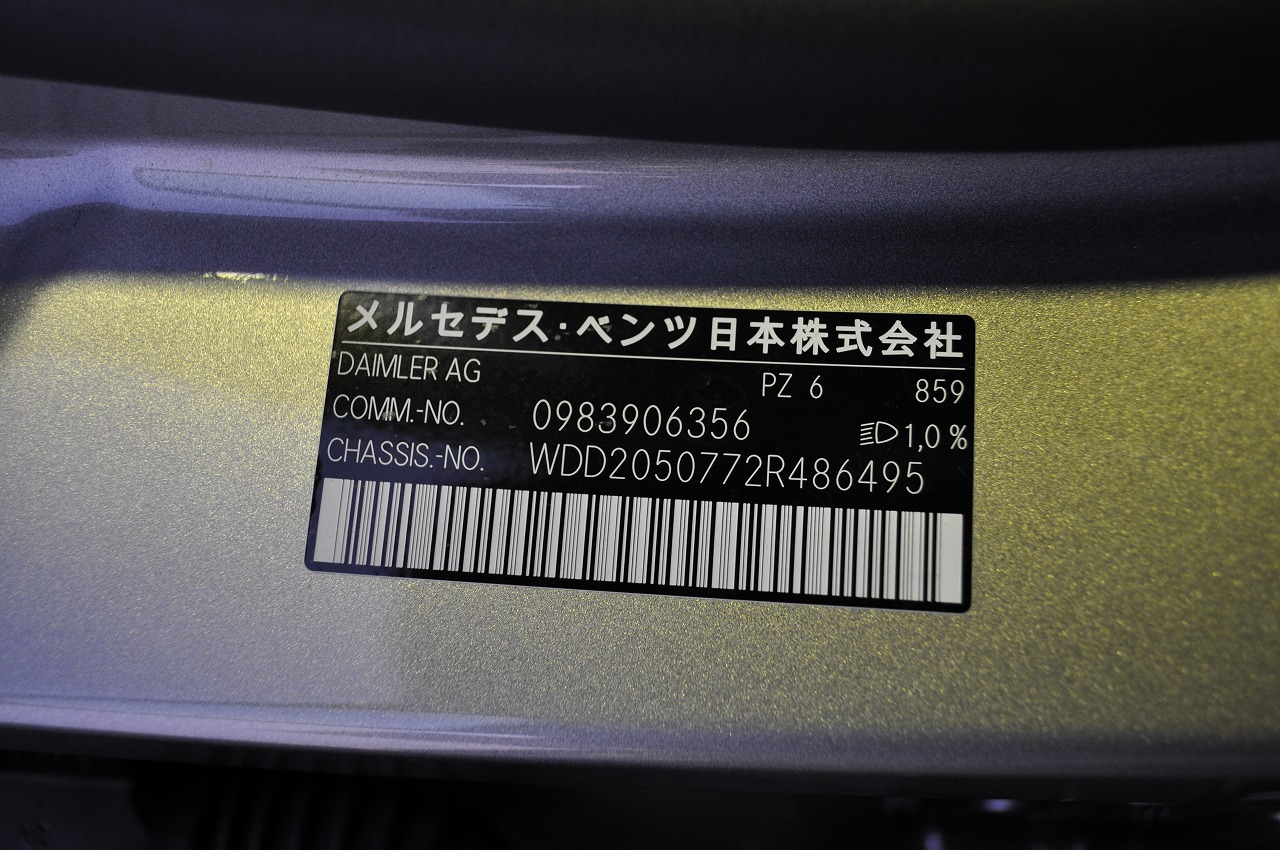 メルセデス・ベンツ日本株式会社
DAIMLER AG PZ 6 859
COMM.-NO. 0983906356 1,0 %
CHASSIS.-NO. WDD2050772R486495